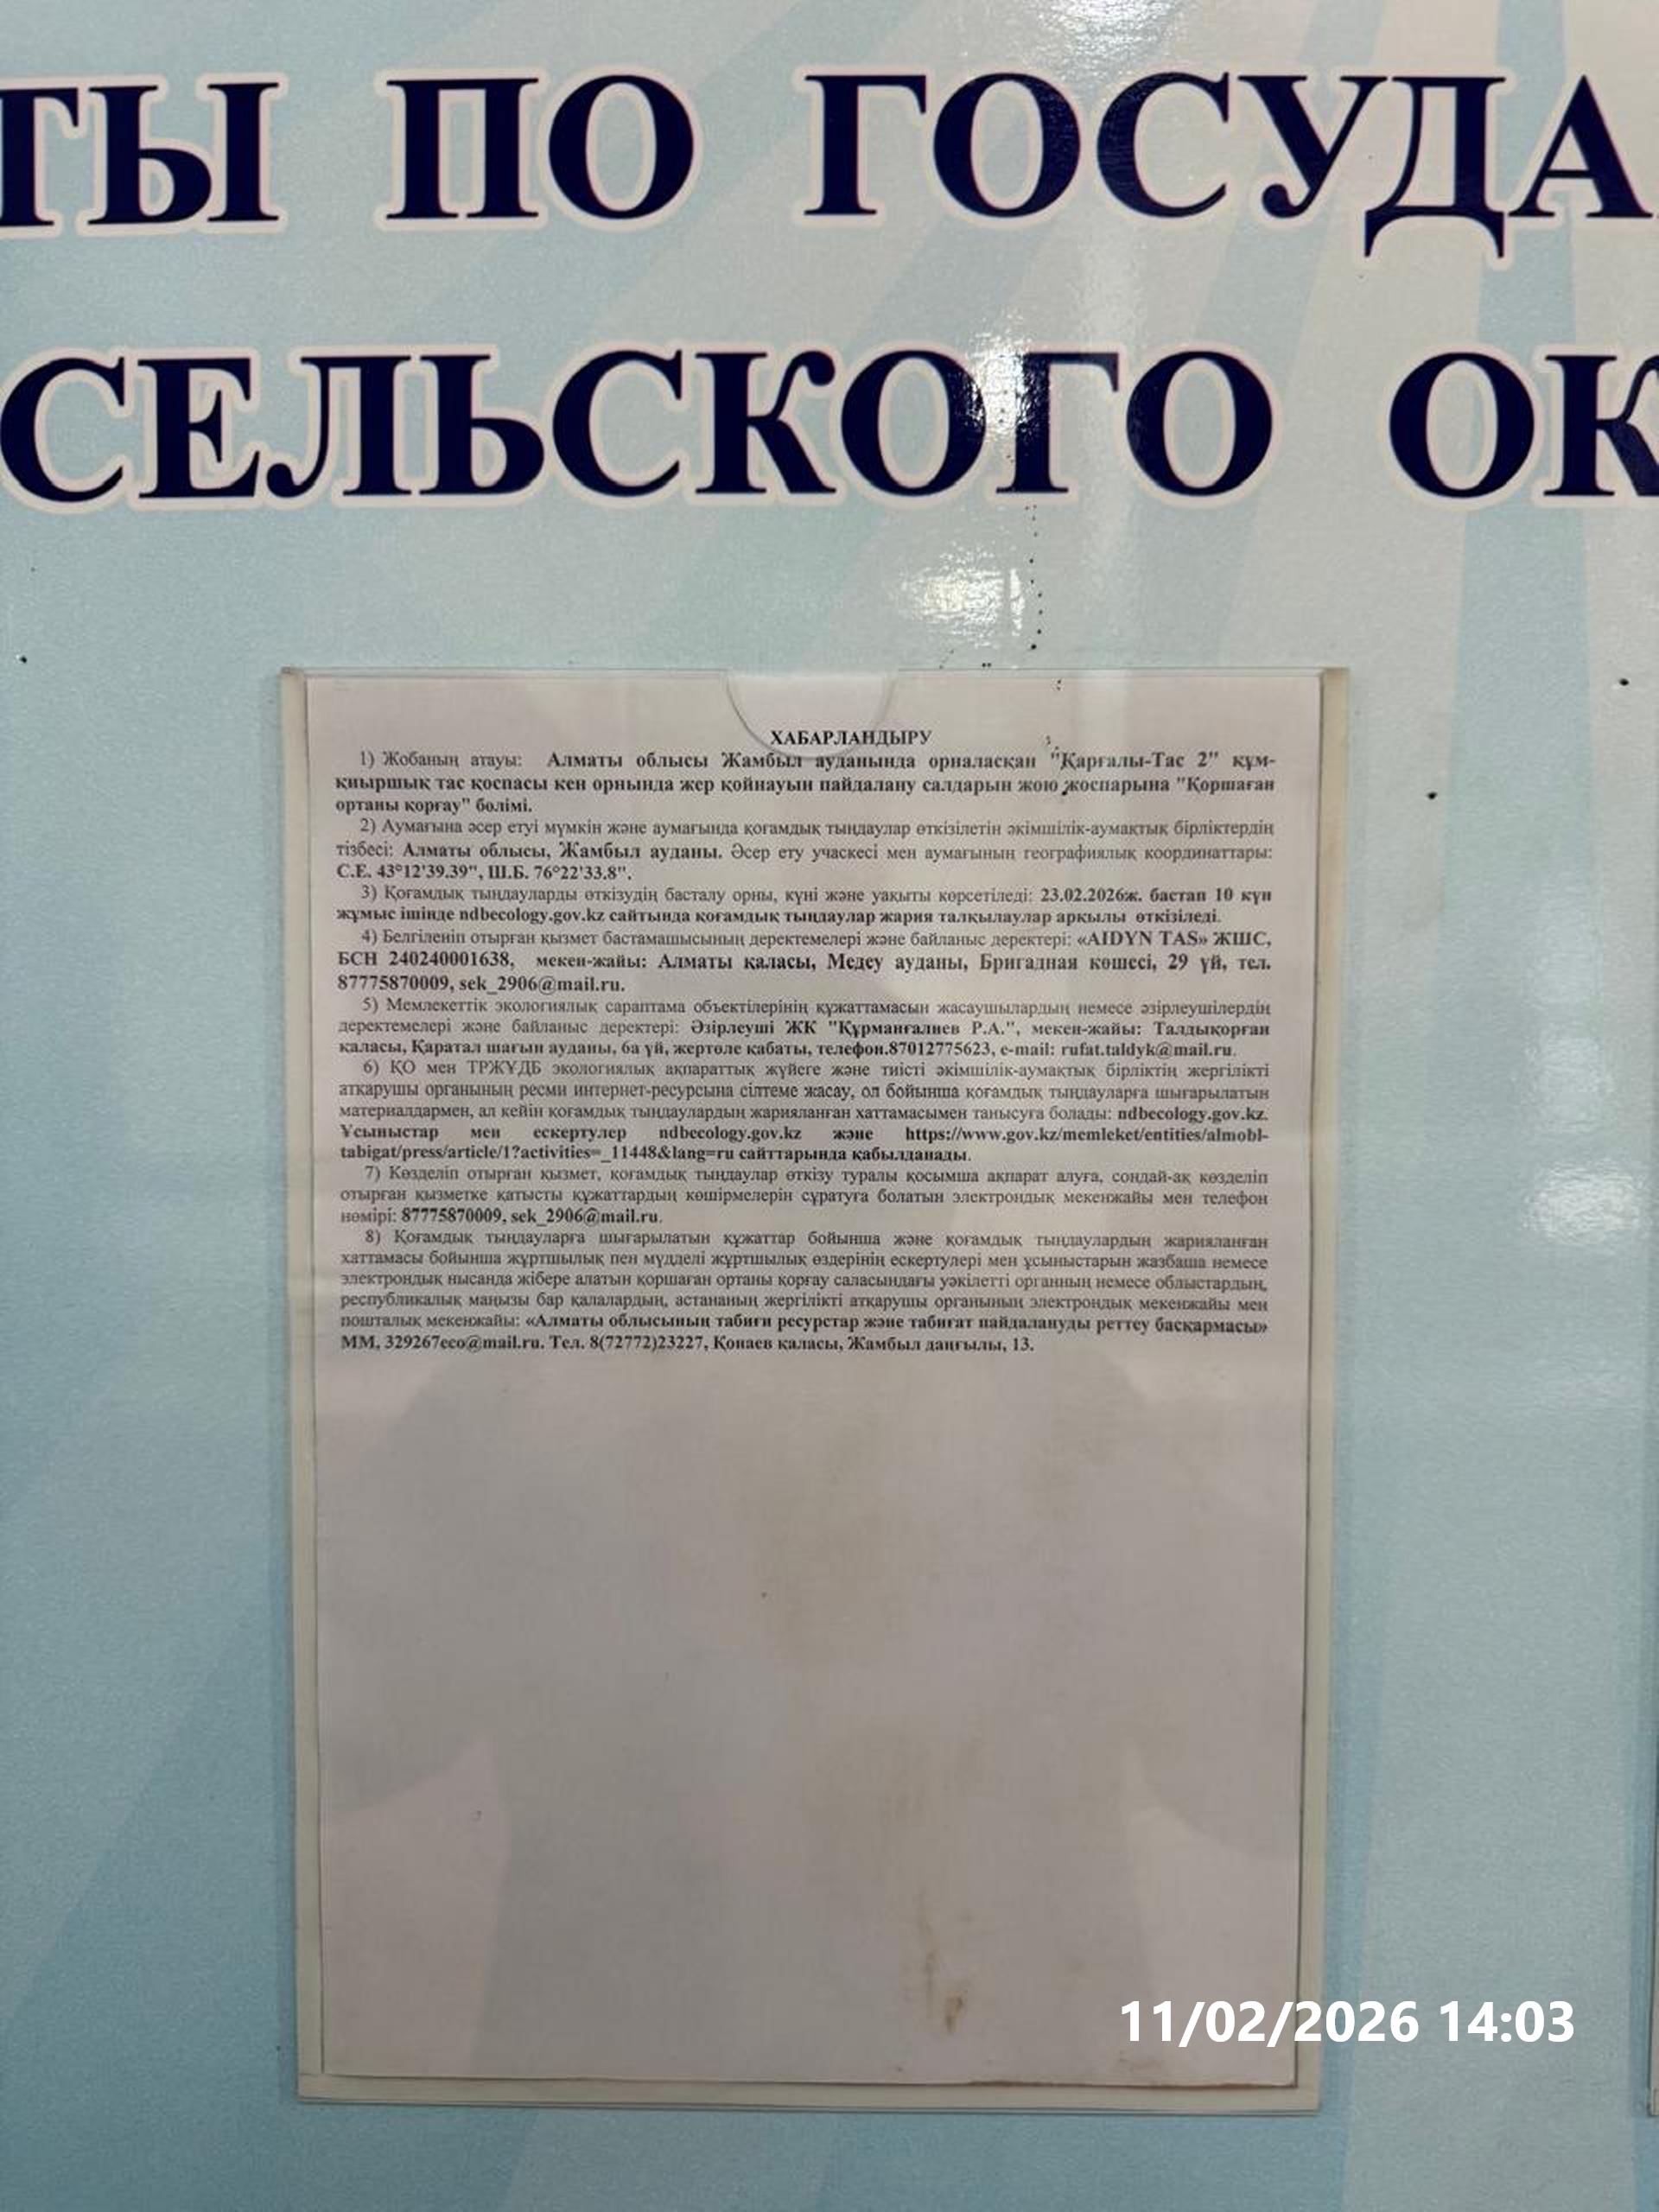 ТЫ ПО ГОСУДА
СЕЛЬСКОГО ОК
ХАБАРЛАНДЫРУ
1) Жобаның атауы: Алматы облысы Жамбыл ауданында орналасқан "Қарғалы-Тас 2" құм-
қиыршық тас қоспасы кен орнында жер қойнауын пайдалану салдарын жою жоспарына "Қоршаған
ортаны қорғау" бөлімі.
2) Аумағына әсер етуі мүмкін және аумағында қоғамдық тыңдаулар өткізілетін әкімшілік-аумақтық бірліктердің
тізбесі: Алматы облысы, Жамбыл ауданы. Әсер ету учаскесі мен аумағының географиялық координаттары:
С.Е. 43°12'39.39", Ш.Б. 76°22'33.8".
3) Қоғамдық тыңдауларды өткізудің басталу орны, күні және уақыты көрсетіледі: 23.02.2026ж. бастап 10 күн
жұмыс ішінде ndbecology.gov.kz сайтында қоғамдық тыңдаулар жария талқылаулар арқылы өткізіледі.
4) Белгіленіп отырған қызмет бастамашысының деректемелері және байланыс деректері: «AIDYN TAS» ЖШС,
БСН 240240001638, мекен-жайы: Алматы қаласы, Медеу ауданы, Бригадная көшесі, 29 үй, тел.
87775870009, sek_2906@mail.ru.
5) Мемлекеттік экологиялық сараптама объектілерінің құжаттамасын жасаушылардың немесе әзірлеушілердің
деректемелері және байланыс деректері: Әзірлеуші ЖК "Құрманғалиев Р.А.", мекен-жайы: Талдықорған
қаласы, Қаратал шағын ауданы, 6а үй, жертөле қабаты, телефон.87012775623, e-mail: rufat.taldyk@mail.ru.
6) ҚО мен ТРЖҰДБ экологиялық ақпараттық жүйеге және тиісті әкімшілік-аумақтық бірліктің жергілікті
атқарушы органының ресми интернет-ресурсына сілтеме жасау, ол бойынша қоғамдық тыңдауларға шығарылатын
материалдармен, ал кейін қоғамдық тыңдаулардың жарияланған хаттамасымен танысуға болады: ndbecology.gov.kz.
Ұсыныстар мен ескертулер ndbecology.gov.kz және https://www.gov.kz/memleket/entities/almobl-
tabigat/press/article/1?activities=_11448&lang=ru сайттарында қабылданады.
7) Көзделіп отырған қызмет, қоғамдық тыңдаулар өткізу туралы қосымша ақпарат алуға, сондай-ақ көзделіп
отырған қызметке қатысты құжаттардың көшірмелерін сұратуға болатын электрондық мекенжайы мен телефон
нөмірі: 87775870009, sek_2906@mail.ru.
8) Қоғамдық тыңдауларға шығарылатын құжаттар бойынша және қоғамдық тыңдаулардың жарияланған
хаттамасы бойынша жұртшылық пен мүдделі жұртшылық өздерінің ескертулері мен ұсыныстарын жазбаша немесе
электрондық нысанда жібере алатын қоршаған ортаны қорғау саласындағы уәкілетті органның немесе облыстардың,
республикалық маңызы бар қалалардың, астананың жергілікті атқарушы органының электрондық мекенжайы мен
пошталық мекенжайы: «Алматы облысының табиғи ресурстар және табиғат пайдалануды реттеу басқармасы»
ММ, 329267eco@mail.ru. Тел. 8(72772)23227, Қонаев қаласы, Жамбыл даңғылы, 13.
11/02/2026 14:03